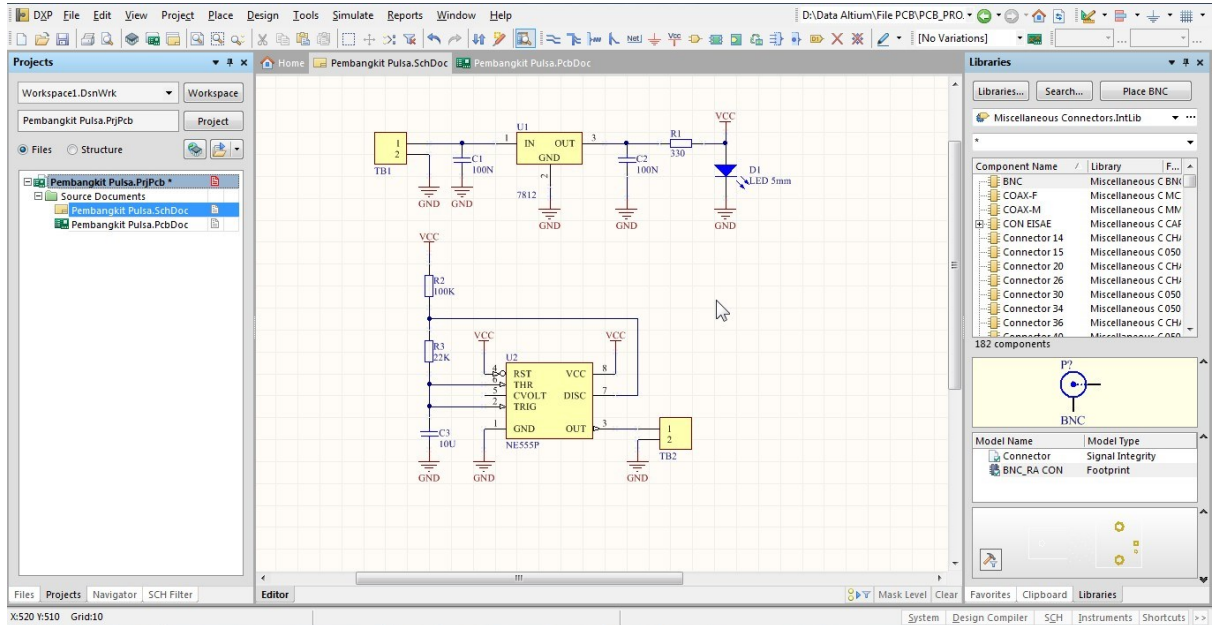 DXP File Edit View Project Place Design Tools Simulate Reports Window Help D:\Data Altium\File PCB\PCB_PRO.
[No Variations] ... ...
Projects
Workspace1.DsnWrk Workspace
Pembangkit Pulsa.PrjPcb Project
Files Structure
Pembangkit Pulsa.PrjPcb *
Source Documents
Pembangkit Pulsa.SchDoc
Pembangkit Pulsa.PcbDoc
Files Projects Navigator SCH Filter
Home Pembangkit Pulsa.SchDoc Pembangkit Pulsa.PcbDoc
VCC
U1
R1
1 1 IN OUT 3
2 GND 330
TB1 C1 100N 2 C2 100N D1
LED 5mm
7812
GND GND GND GND GND
VCC
R2
100K
VCC VCC
R3
22K U2
4 RST VCC 8
6 THR
5 CVOLT DISC 7
2 TRIG
1 GND OUT 3 1
C3 2
10U NE555P TB2
GND GND GND
Editor Mask Level Clear
Libraries
Libraries... Search... Place BNC
Miscellaneous Connectors.IntLib ...
*
Component Name / Library F...
BNC Miscellaneous C BNC
COAX-F Miscellaneous C MC
COAX-M Miscellaneous C MM
CON EISAE Miscellaneous C CAR
Connector 14 Miscellaneous C CHA
Connector 15 Miscellaneous C 050
Connector 20 Miscellaneous C CHA
Connector 26 Miscellaneous C CHA
Connector 30 Miscellaneous C 050
Connector 34 Miscellaneous C 050
Connector 36 Miscellaneous C CHA
Connector 40 Miscellaneous C 050
182 components
P?
BNC
Model Name Model Type
Connector Signal Integrity
BNC_RA CON Footprint
Favorites Clipboard Libraries
X:520 Y:510 Grid:10 System Design Compiler SCH Instruments Shortcuts >>